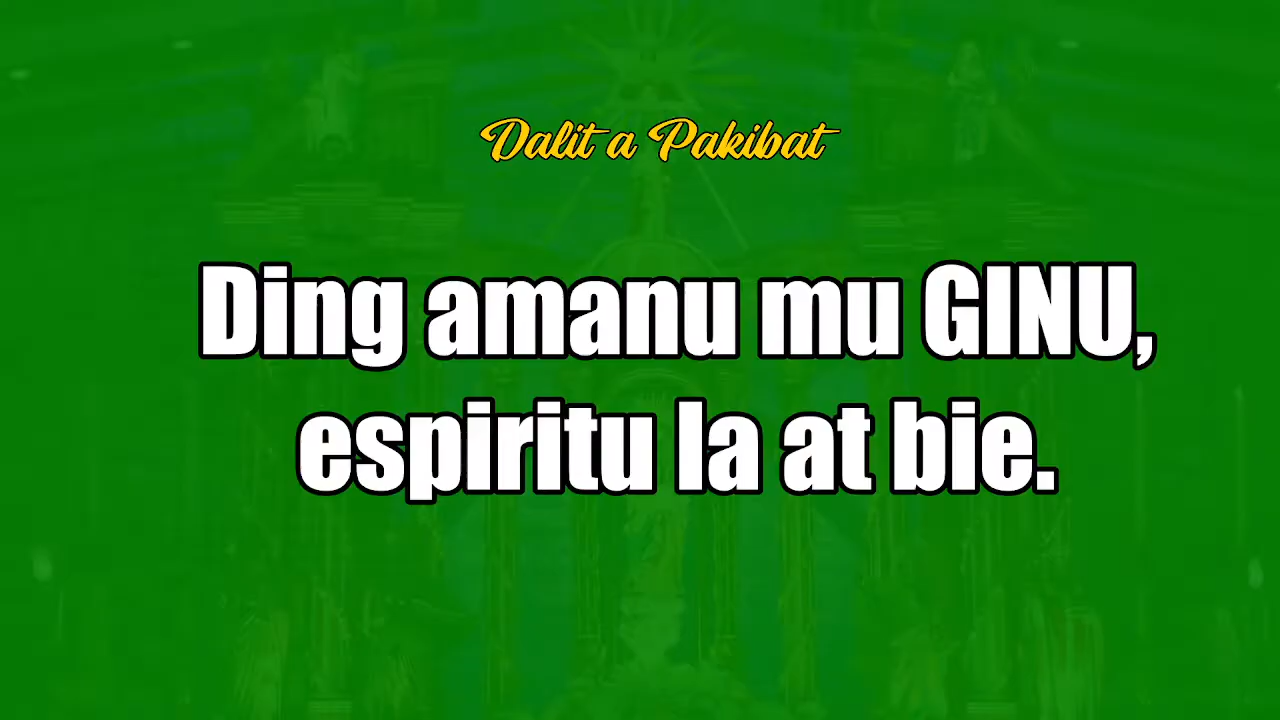 Dalit a Pakibat
Ding amanu mu GINU,
espiritu la at bie.